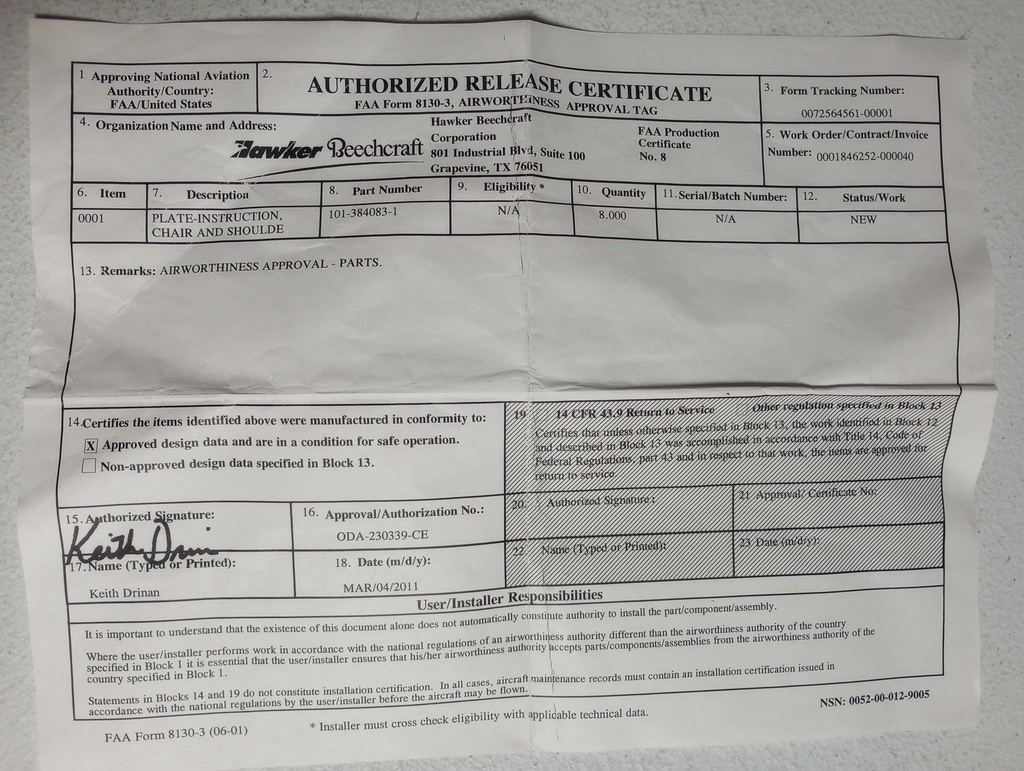 1 Approving National Aviation
Authority/Country:
FAA/United States
2.
AUTHORIZED RELEASE CERTIFICATE
FAA Form 8130-3, AIRWORTHINESS APPROVAL TAG
3. Form Tracking Number:
0072564561-00001
4. Organization Name and Address:
Hawker Beechcraft
Hawker Beechcraft
Corporation
801 Industrial Blvd, Suite 100
Grapevine, TX 76051
FAA Production
Certificate
No. 8
5. Work Order/Contract/Invoice
Number: 0001846252-000040
6. Item
7. Description
8. Part Number
9. Eligibility *
10. Quantity
11. Serial/Batch Number:
12. Status/Work
0001
PLATE-INSTRUCTION,
CHAIR AND SHOULDE
101-384083-1
N/A
8.000
N/A
NEW
13. Remarks: AIRWORTHINESS APPROVAL - PARTS.
14. Certifies the items identified above were manufactured in conformity to:
X Approved design data and are in a condition for safe operation.
Non-approved design data specified in Block 13.
19 14 CFR 43.9 Return to Service Other regulation specified in Block 13
Certifies that unless otherwise specified in Block 13, the work identified in Block 12
and described in Block 13 was accomplished in accordance with Title 14, Code of
Federal Regulations, part 43 and in respect to that work, the items are approved for
return to service
15. Authorized Signature:
Keith Drinan
16. Approval/Authorization No.:
ODA-230339-CE
20. Authorized Signature:
21 Approval/ Certificate No:
17. Name (Typed or Printed):
Keith Drinan
18. Date (m/d/y):
MAR/04/2011
22. Name (Typed or Printed):
23 Date (m/d/y):
User/Installer Responsibilities
It is important to understand that the existence of this document alone does not automatically constitute authority to install the part/component/assembly.
Where the user/installer performs work in accordance with the national regulations of an airworthiness authority different than the airworthiness authority of the country
specified in Block 1 it is essential that the user/installer ensures that his/her airworthiness authority accepts parts/components/assemblies from the airworthiness authority of the
country specified in Block 1.
Statements in Blocks 14 and 19 do not constitute installation certification. In all cases, aircraft maintenance records must contain an installation certification issued in
accordance with the national regulations by the user/installer before the aircraft may be flown.
FAA Form 8130-3 (06-01)
* Installer must cross check eligibility with applicable technical data.
NSN: 0052-00-012-9005